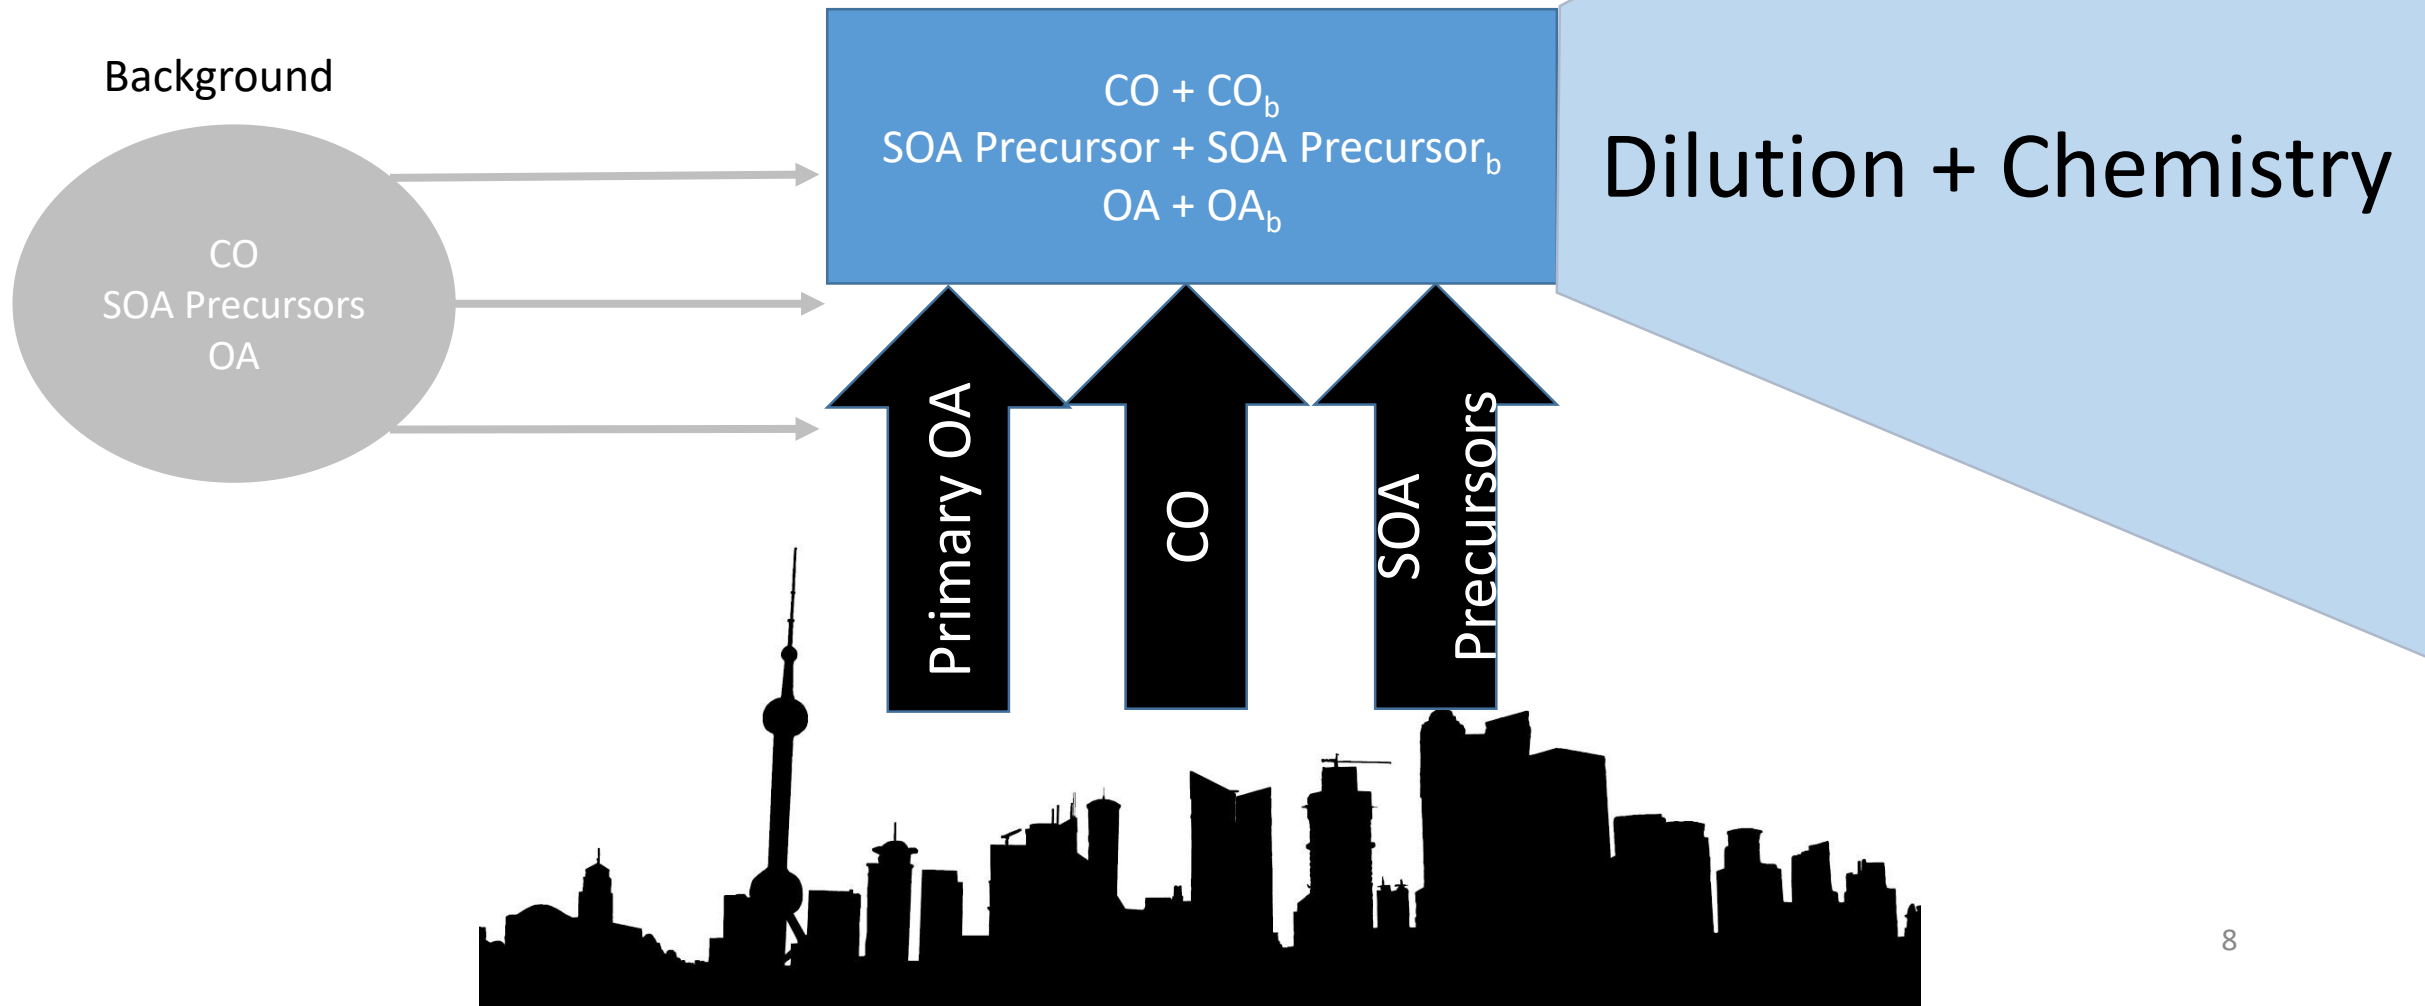 Background
CO
SOA Precursors
OA
CO + CO_b
SOA Precursor + SOA Precursor_b
OA + OA_b
Dilution + Chemistry
Primary OA
CO
SOA
Precursors
8